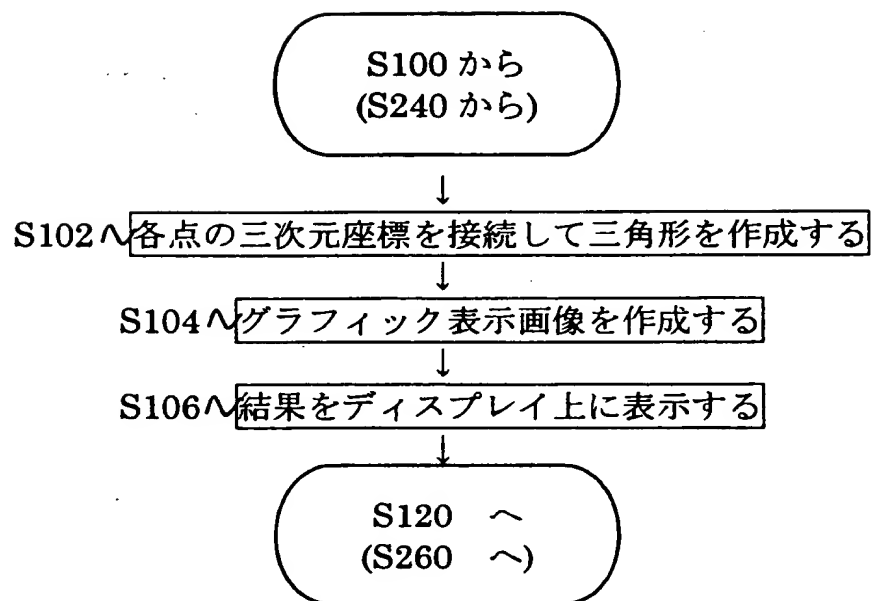 S100 から
(S240 から)
↓
S102 各点の三次元座標を接続して三角形を作成する
↓
S104 グラフィック表示画像を作成する
↓
S106 結果をディスプレイ上に表示する
↓
S120 へ
(S260 へ)